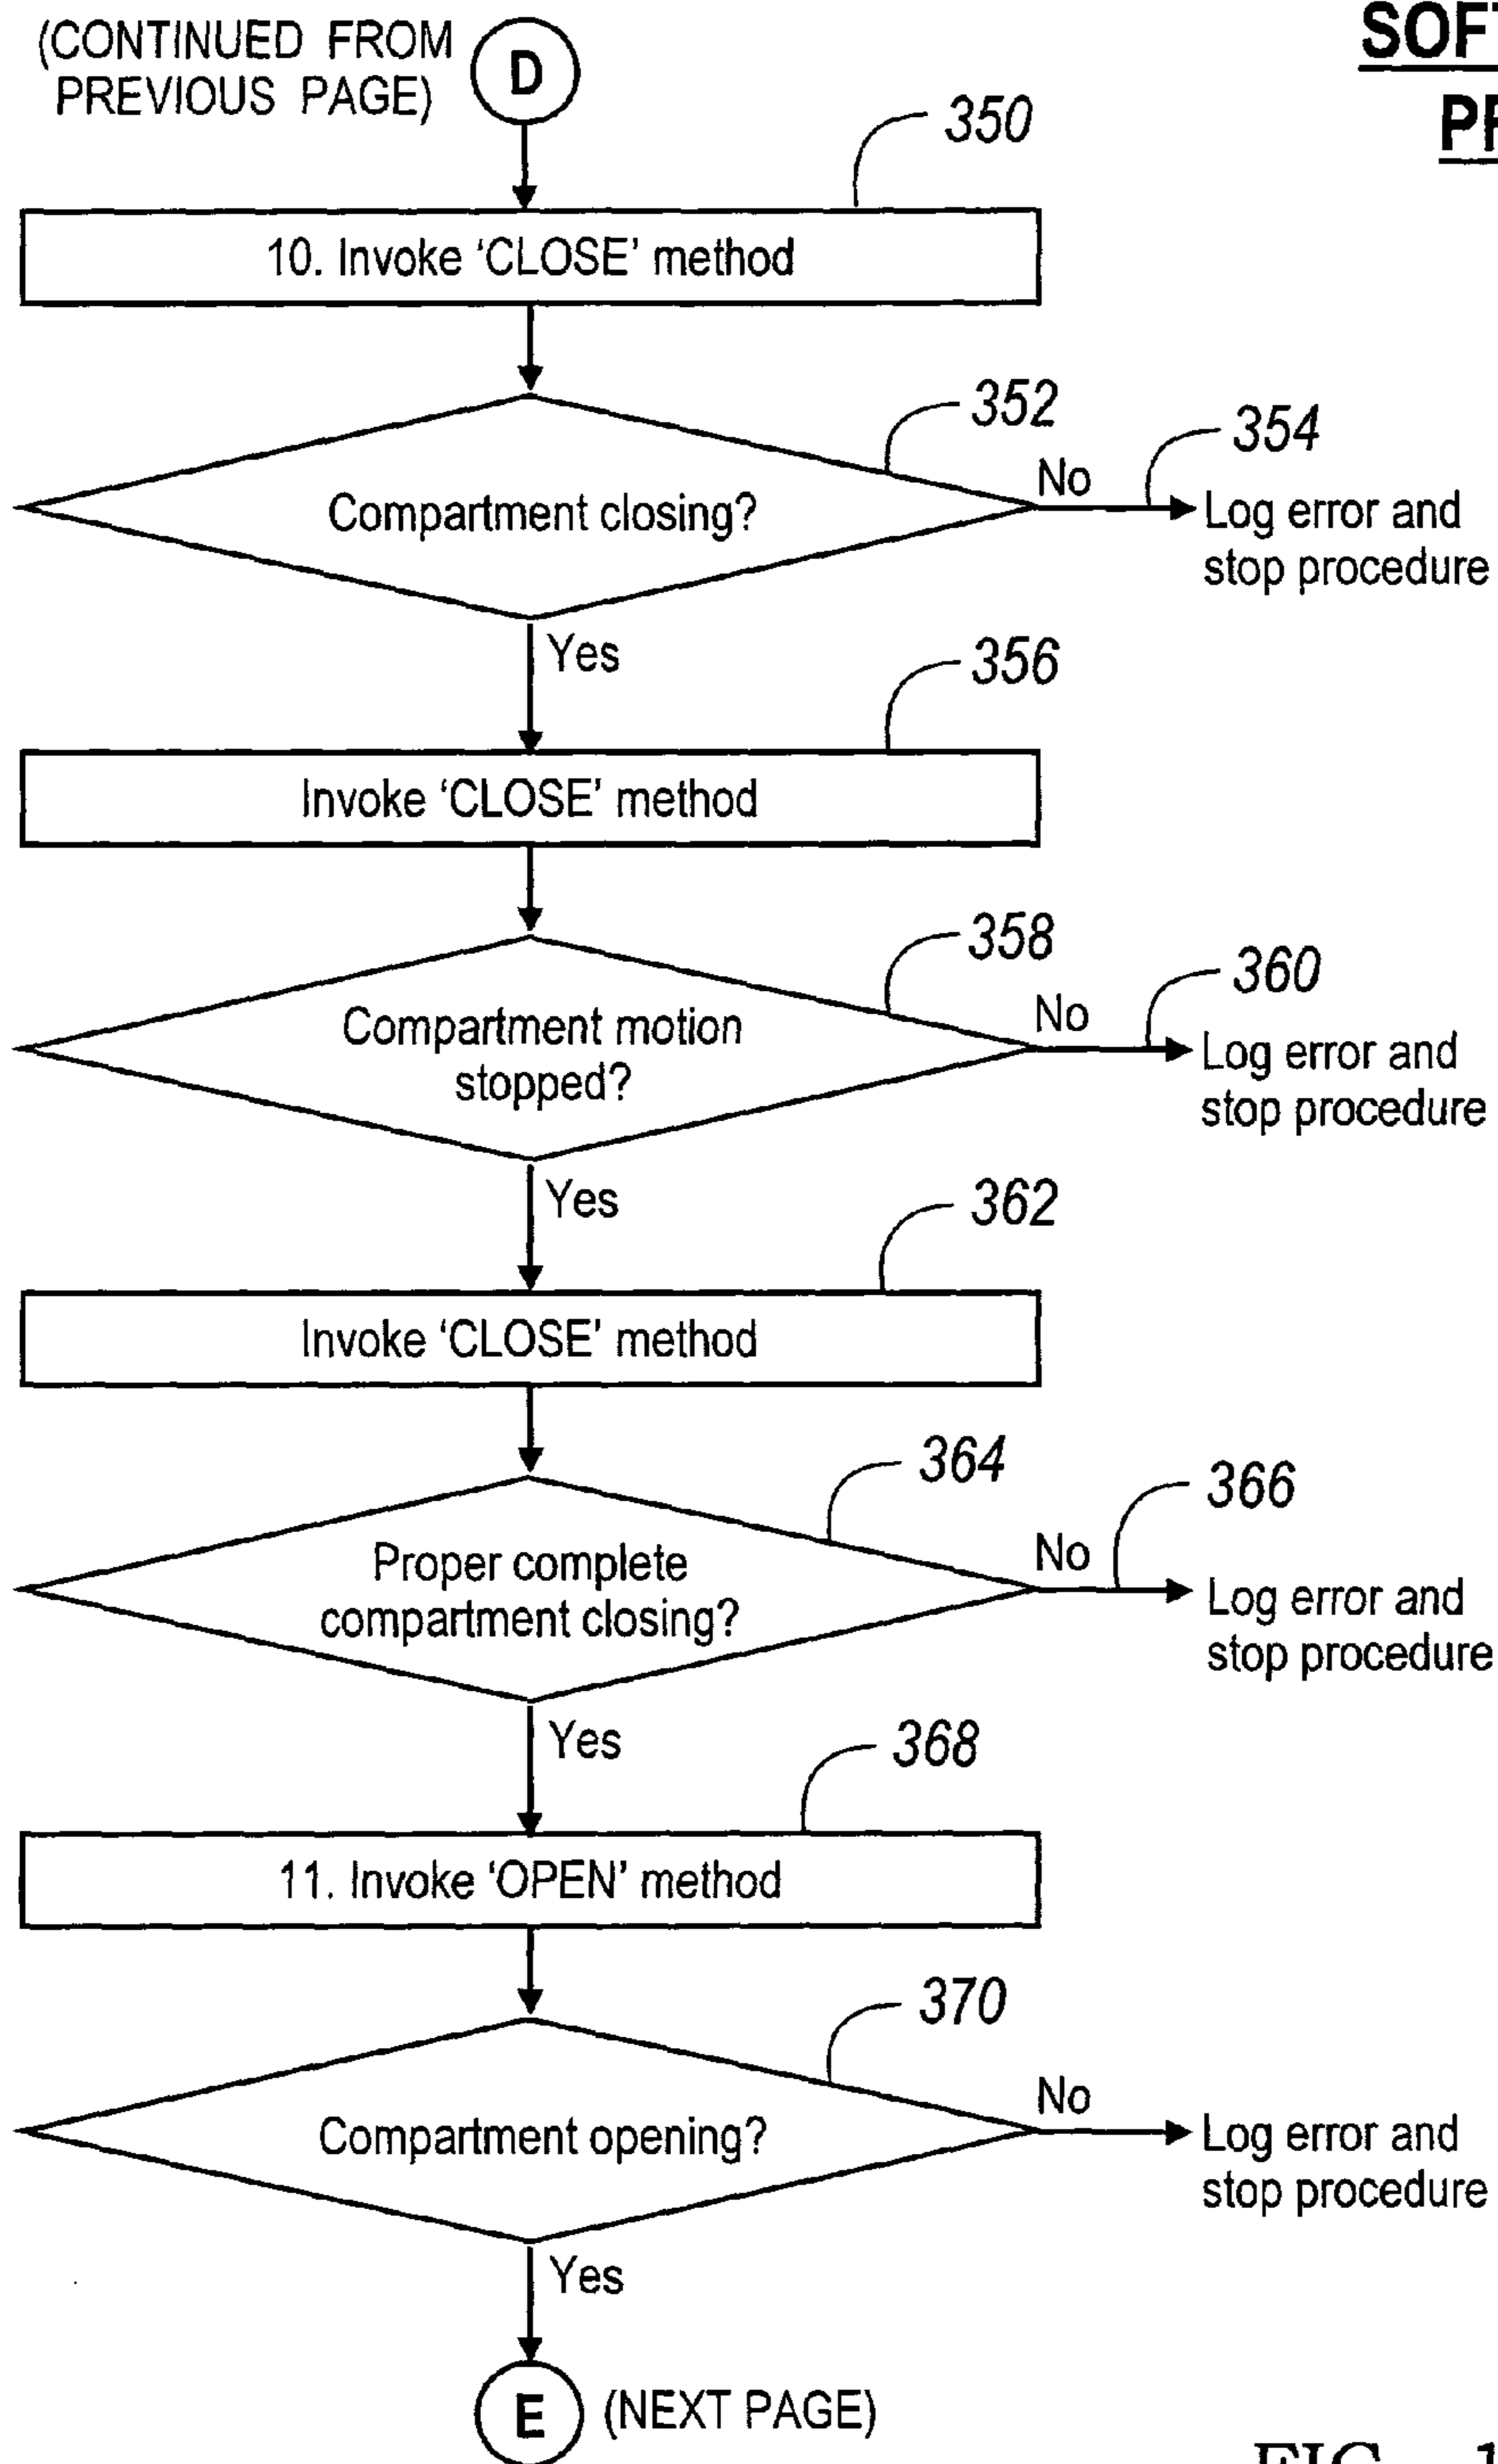 (CONTINUED FROM
PREVIOUS PAGE)
D
350
10. Invoke ‘CLOSE’ method
352
Compartment closing?
No
354
Log error and
stop procedure
Yes
356
Invoke ‘CLOSE’ method
358
Compartment motion
stopped?
No
360
Log error and
stop procedure
Yes
362
Invoke ‘CLOSE’ method
364
Proper complete
compartment closing?
No
366
Log error and
stop procedure
Yes
368
11. Invoke ‘OPEN’ method
370
Compartment opening?
No
Log error and
stop procedure
Yes
E
(NEXT PAGE)